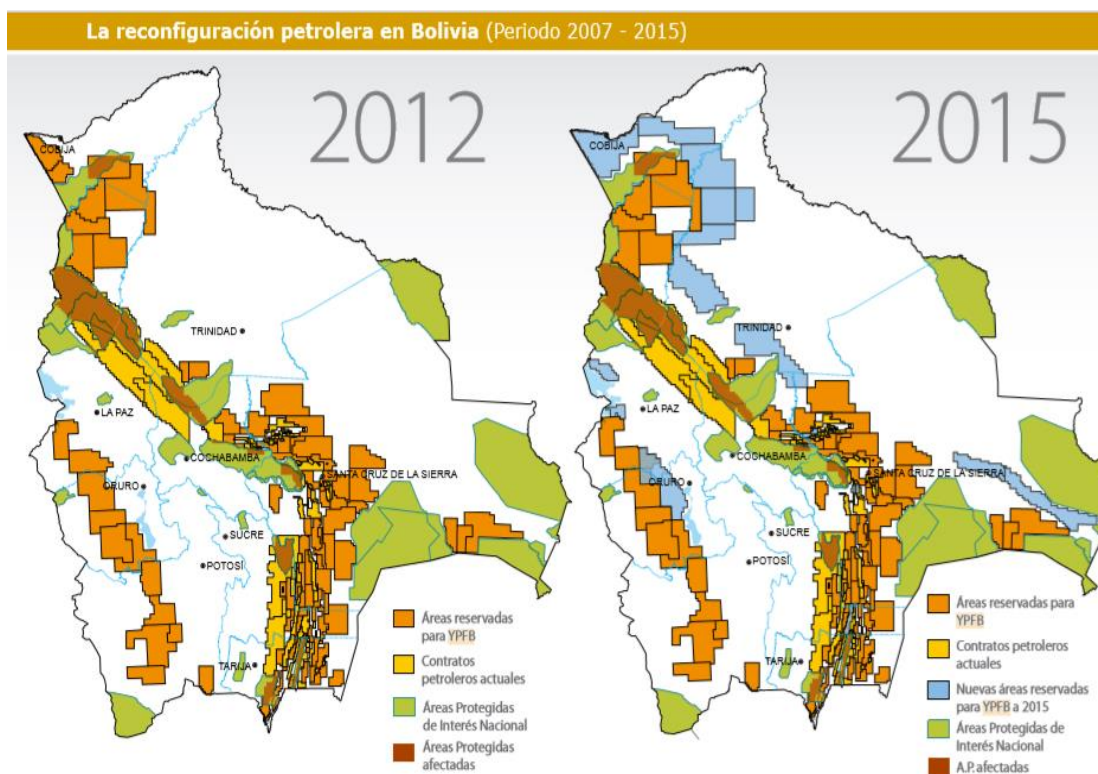 La reconfiguración petrolera en Bolivia (Periodo 2007 - 2015)
2012
COBIJA
TRINIDAD
LA PAZ
COCHABAMBA
SANTA CRUZ DE LA SIERRA
ORURO
SUCRE
POTOSÍ
TARIJA
Áreas reservadas
para YPFB
Contratos
petroleros actuales
Áreas Protegidas
de Interés Nacional
Áreas Protegidas
afectadas
2015
COBIJA
TRINIDAD
LA PAZ
COCHABAMBA
SANTA CRUZ DE LA SIERRA
ORURO
SUCRE
POTOSÍ
TARIJA
Áreas reservadas para
YPFB
Contratos petroleros
actuales
Nuevas áreas reservadas
para YPFB a 2015
Áreas Protegidas de
Interés Nacional
A.P. afectadas